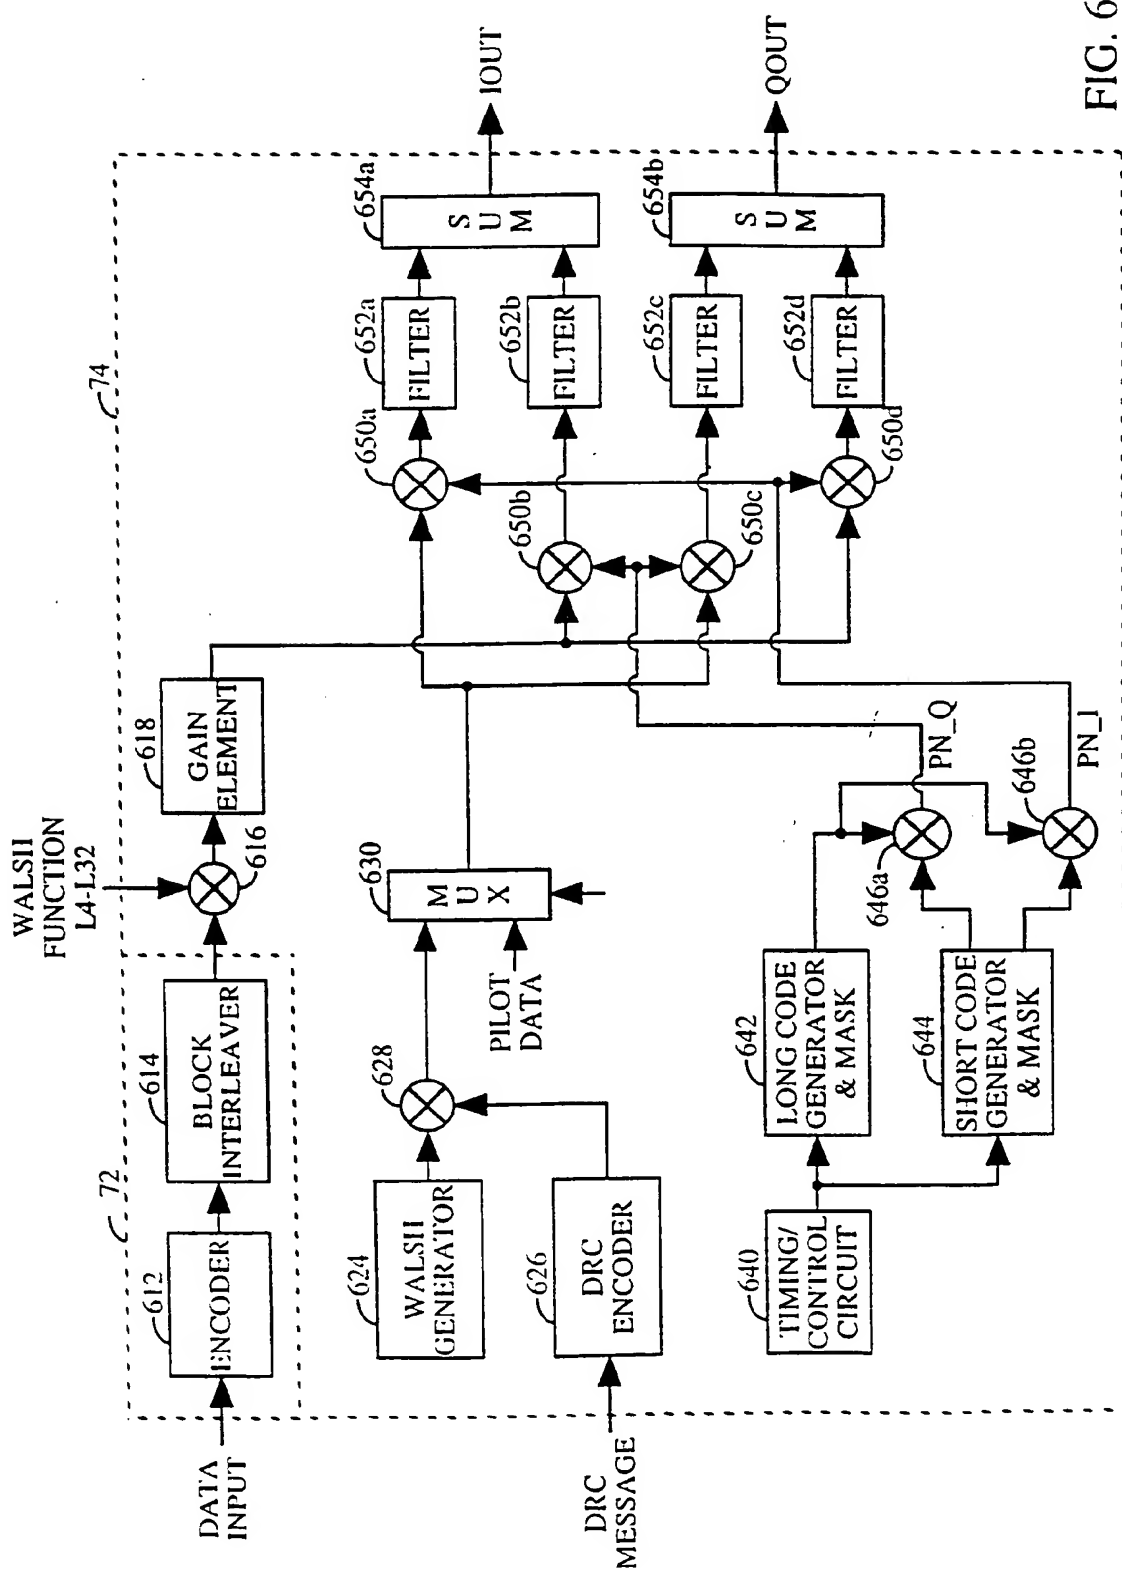 WALSH
FUNCTION
L4-L32
72
74
DATA
INPUT
612
ENCODER
614
BLOCK
INTERLEAVER
616
618
GAIN
ELEMENT
624
WALSH
GENERATOR
628
626
DRC
ENCODER
DRC
MESSAGE
PILOT
DATA
630
MUX
640
TIMING/
CONTROL
CIRCUIT
642
LONG CODE
GENERATOR
& MASK
644
SHORT CODE
GENERATOR
& MASK
646a
PN_Q
646b
PN_I
650a
650b
650c
650d
652a
FILTER
652b
FILTER
652c
FILTER
652d
FILTER
654a
SUM
654b
SUM
IOUT
QOUT
FIG. 6